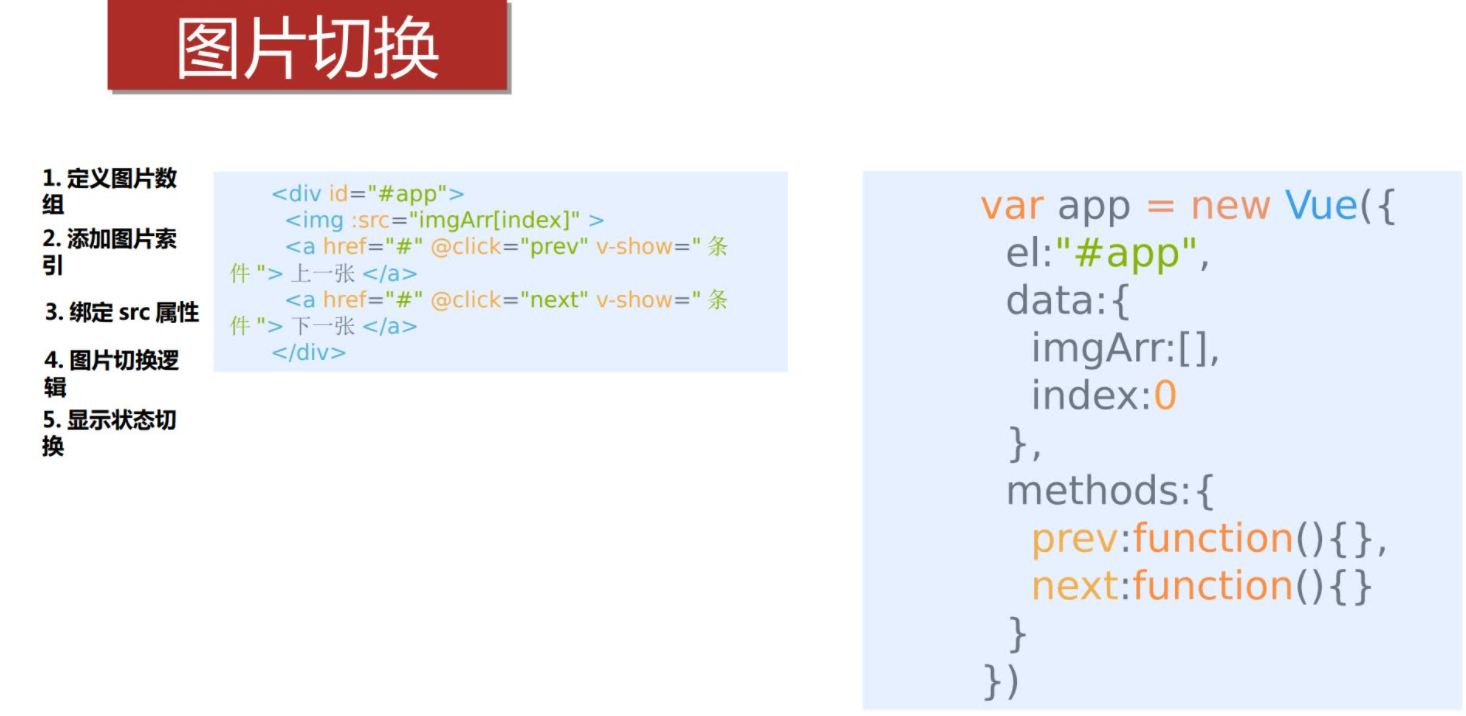 图片切换
1. 定义图片数
组
2. 添加图片索
引
3. 绑定 src 属性
4. 图片切换逻
辑
5. 显示状态切
换
<div id="#app">
<img :src="imgArr[index]" >
<a href="#" @click="prev" v-show=" 条
件 "> 上一张 </a>
<a href="#" @click="next" v-show=" 条
件 "> 下一张 </a>
</div>
var app = new Vue({
el:"#app",
data:{
imgArr:[],
index:0
},
methods:{
prev:function(){},
next:function(){}
}
})